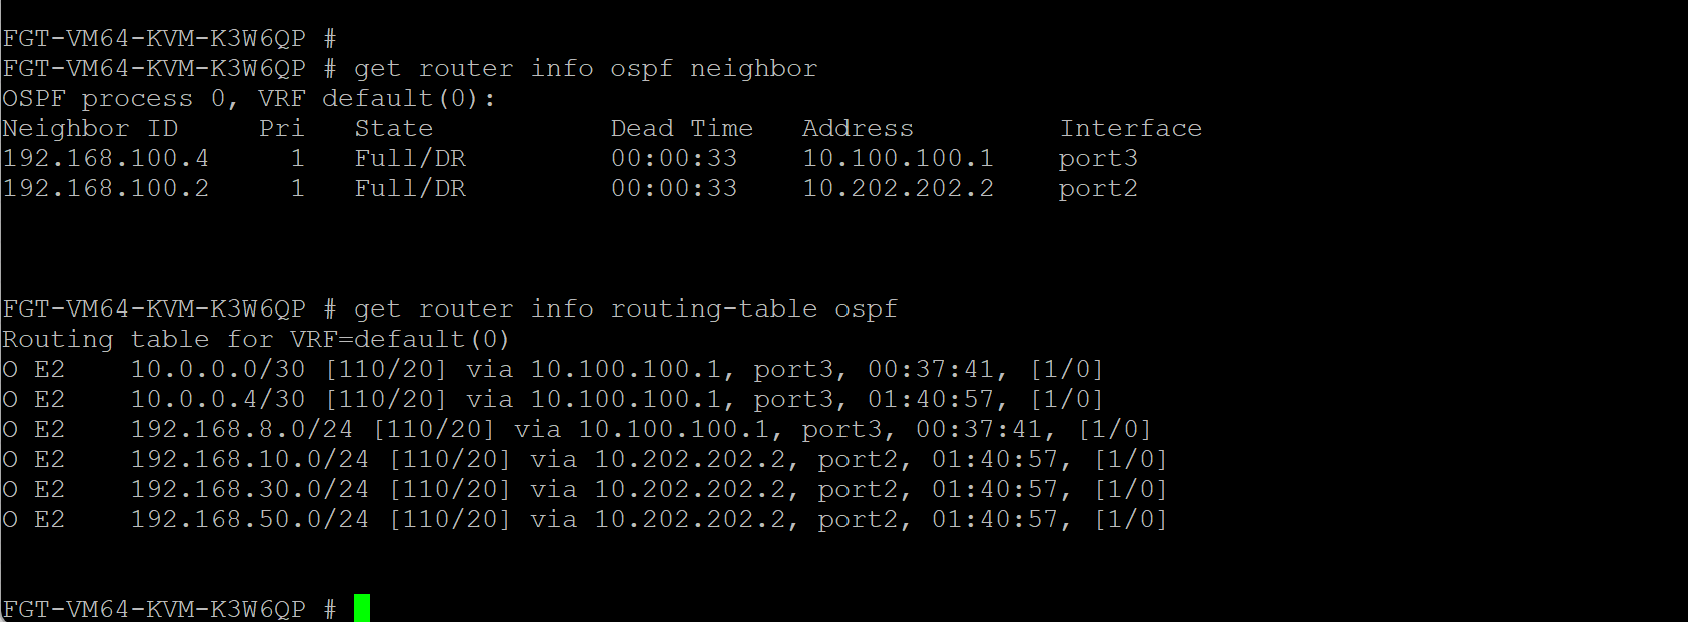 FGT-VM64-KVM-K3W6QP #
FGT-VM64-KVM-K3W6QP # get router info ospf neighbor
OSPF process 0, VRF default(0):
Neighbor ID     Pri   State           Dead Time   Address         Interface
192.168.100.4     1   Full/DR         00:00:33    10.100.100.1    port3
192.168.100.2     1   Full/DR         00:00:33    10.202.202.2    port2
FGT-VM64-KVM-K3W6QP # get router info routing-table ospf
Routing table for VRF=default(0)
O E2    10.0.0.0/30 [110/20] via 10.100.100.1, port3, 00:37:41, [1/0]
O E2    10.0.0.4/30 [110/20] via 10.100.100.1, port3, 01:40:57, [1/0]
O E2    192.168.8.0/24 [110/20] via 10.100.100.1, port3, 00:37:41, [1/0]
O E2    192.168.10.0/24 [110/20] via 10.202.202.2, port2, 01:40:57, [1/0]
O E2    192.168.30.0/24 [110/20] via 10.202.202.2, port2, 01:40:57, [1/0]
O E2    192.168.50.0/24 [110/20] via 10.202.202.2, port2, 01:40:57, [1/0]
FGT-VM64-KVM-K3W6QP #